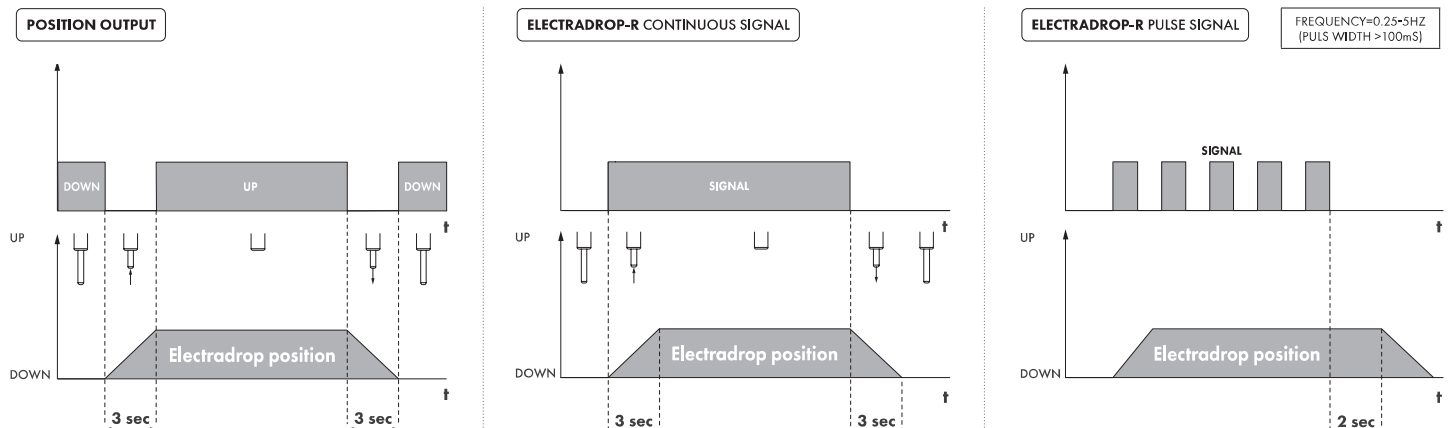 POSITION OUTPUT
DOWN
UP
DOWN
t
UP
Electradrop position
DOWN
t
3 sec
3 sec
ELECTRADROP-R CONTINUOUS SIGNAL
SIGNAL
t
UP
Electradrop position
DOWN
t
3 sec
3 sec
ELECTRADROP-R PULSE SIGNAL
FREQUENCY=0.25-5HZ
(PULS WIDTH >100mS)
SIGNAL
t
UP
Electradrop position
DOWN
t
2 sec